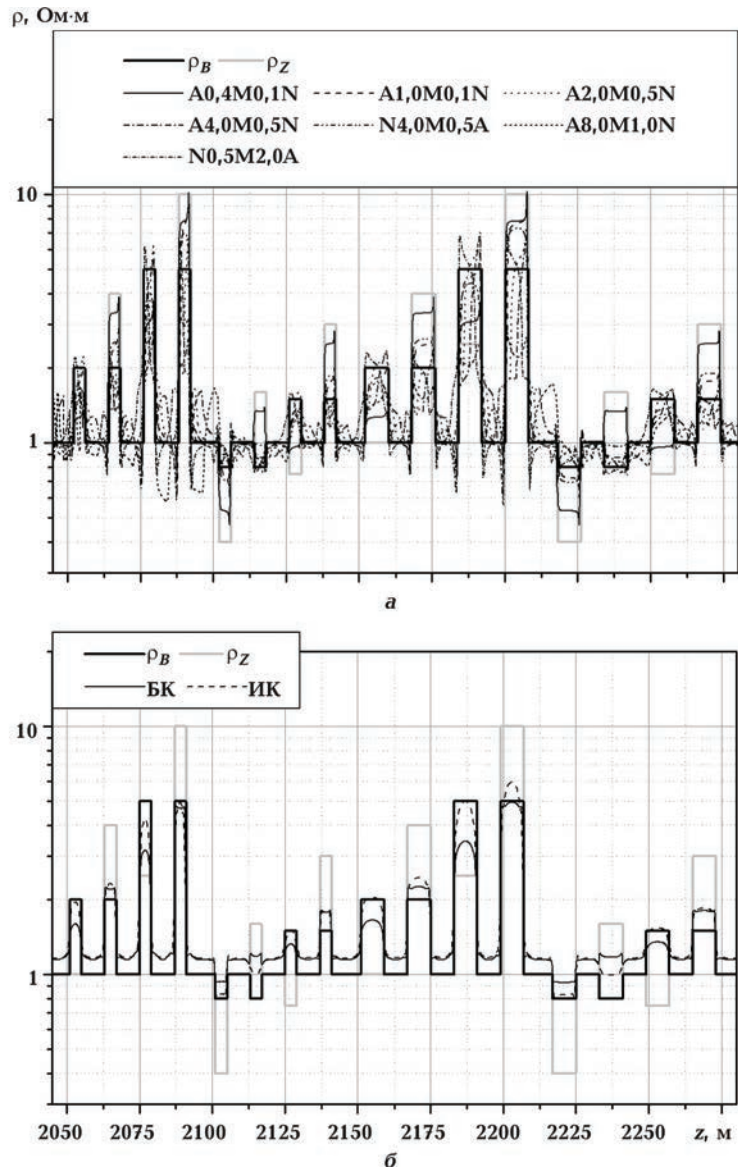 ρ, Ом·м
ρB ρZ
A0,4M0,1N A1,0M0,1N A2,0M0,5N
A4,0M0,5N N4,0M0,5A A8,0M1,0N
N0,5M2,0A
10
1
а
ρB ρZ
БК ИК
10
1
2050 2075 2100 2125 2150 2175 2200 2225 2250 z, м
б